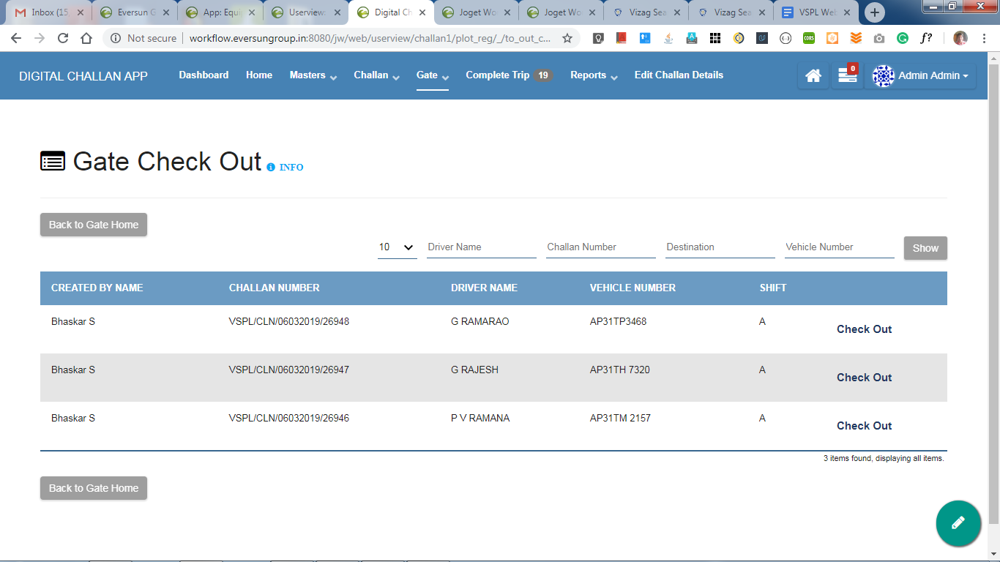 Inbox (15
Eversun G
App: Equi
Userview:
Digital Ch
Joget Wo
Joget Wo
Vizag Sea
Vizag Sea
VSPL Web
Not secure workflow.eversungroup.in:8080/jw/web/userview/challan1/plot_reg/_/to_out_c...
CORS
f?
DIGITAL CHALLAN APP
Dashboard
Home
Masters
Challan
Gate
Complete Trip 19
Reports
Edit Challan Details
0
Admin Admin
Gate Check Out INFO
Back to Gate Home
10 Driver Name Challan Number Destination Vehicle Number Show
CREATED BY NAME CHALLAN NUMBER DRIVER NAME VEHICLE NUMBER SHIFT
Bhaskar S VSPL/CLN/06032019/26948 G RAMARAO AP31TP3468 A Check Out
Bhaskar S VSPL/CLN/06032019/26947 G RAJESH AP31TH 7320 A Check Out
Bhaskar S VSPL/CLN/06032019/26946 P V RAMANA AP31TM 2157 A Check Out
3 items found, displaying all items.
Back to Gate Home